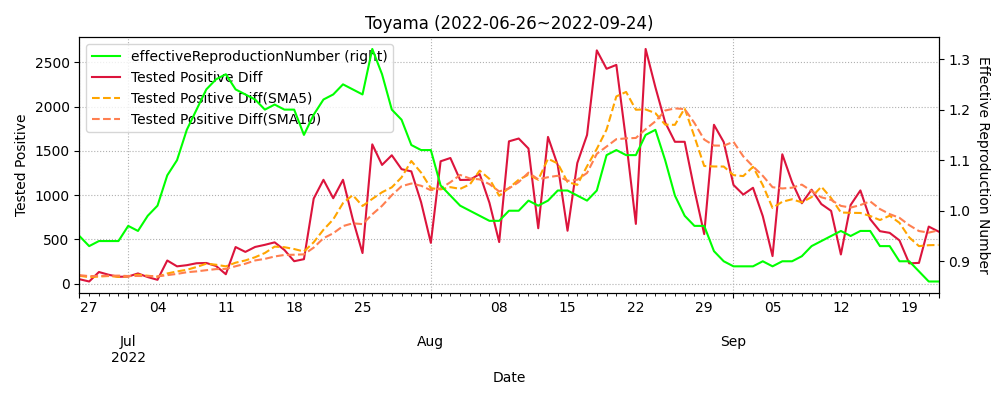 Toyama (2022-06-26~2022-09-24)
effectiveReproductionNumber (right)
Tested Positive Diff
Tested Positive Diff(SMA5)
Tested Positive Diff(SMA10)
Tested Positive
2500
2000
1500
1000
500
0
1.3
1.2
1.1
1.0
0.9
Effective Reproduction Number
27 04 11 18 25 08 15 22 29 05 12 19
Jul Aug Sep
2022
Date